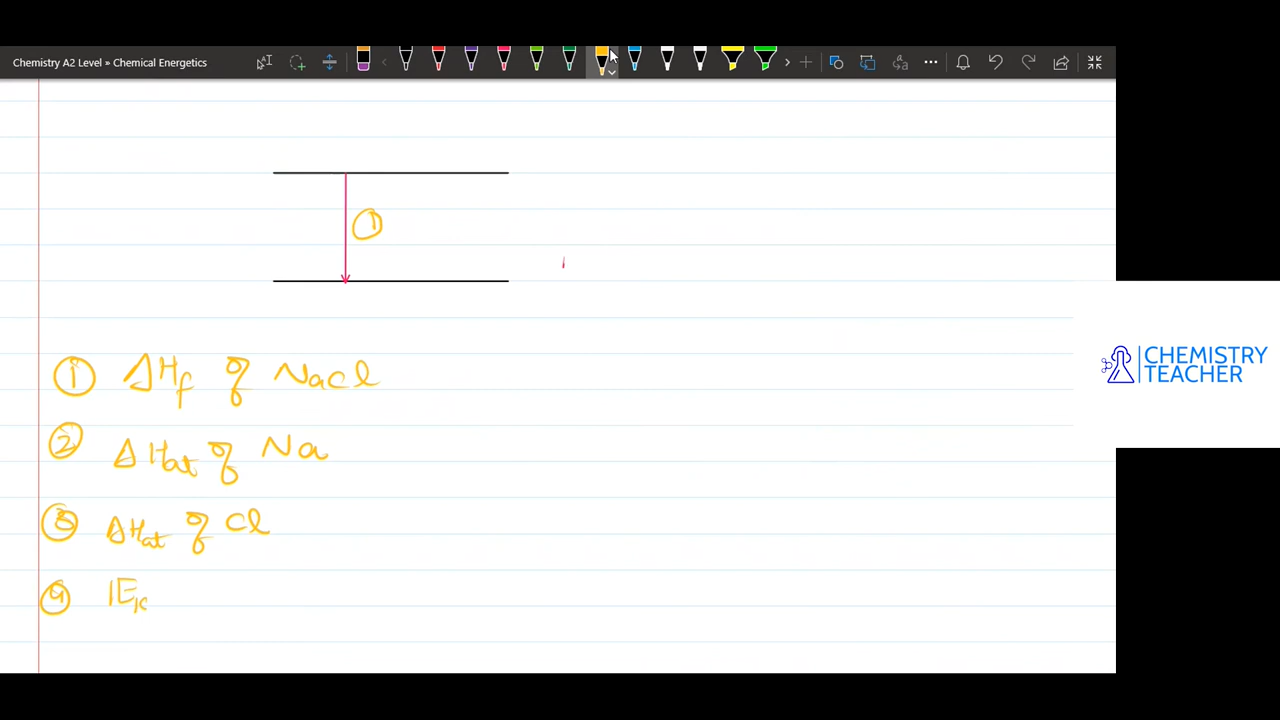 Chemistry A2 Level » Chemical Energetics
①
① ΔHf of NaCl
② ΔHat of Na
③ ΔHat of Cl
④
CHEMISTRY
TEACHER